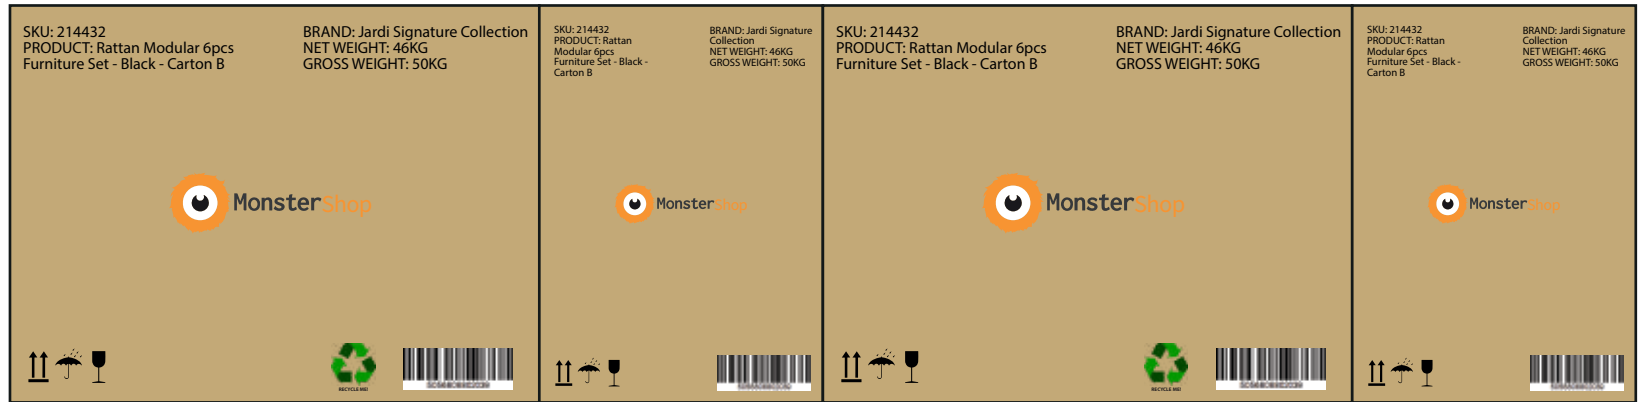 SKU: 214432
PRODUCT: Rattan Modular 6pcs
Furniture Set - Black - Carton B
BRAND: Jardi Signature Collection
NET WEIGHT: 46KG
GROSS WEIGHT: 50KG
MonsterShop
RECYCLE ME!
SKU: 214432
PRODUCT: Rattan
Modular 6pcs
Furniture Set - Black -
Carton B
BRAND: Jardi Signature
Collection
NET WEIGHT: 46KG
GROSS WEIGHT: 50KG
MonsterShop
SKU: 214432
PRODUCT: Rattan Modular 6pcs
Furniture Set - Black - Carton B
BRAND: Jardi Signature Collection
NET WEIGHT: 46KG
GROSS WEIGHT: 50KG
MonsterShop
RECYCLE ME!
SKU: 214432
PRODUCT: Rattan
Modular 6pcs
Furniture Set - Black -
Carton B
BRAND: Jardi Signature
Collection
NET WEIGHT: 46KG
GROSS WEIGHT: 50KG
MonsterShop